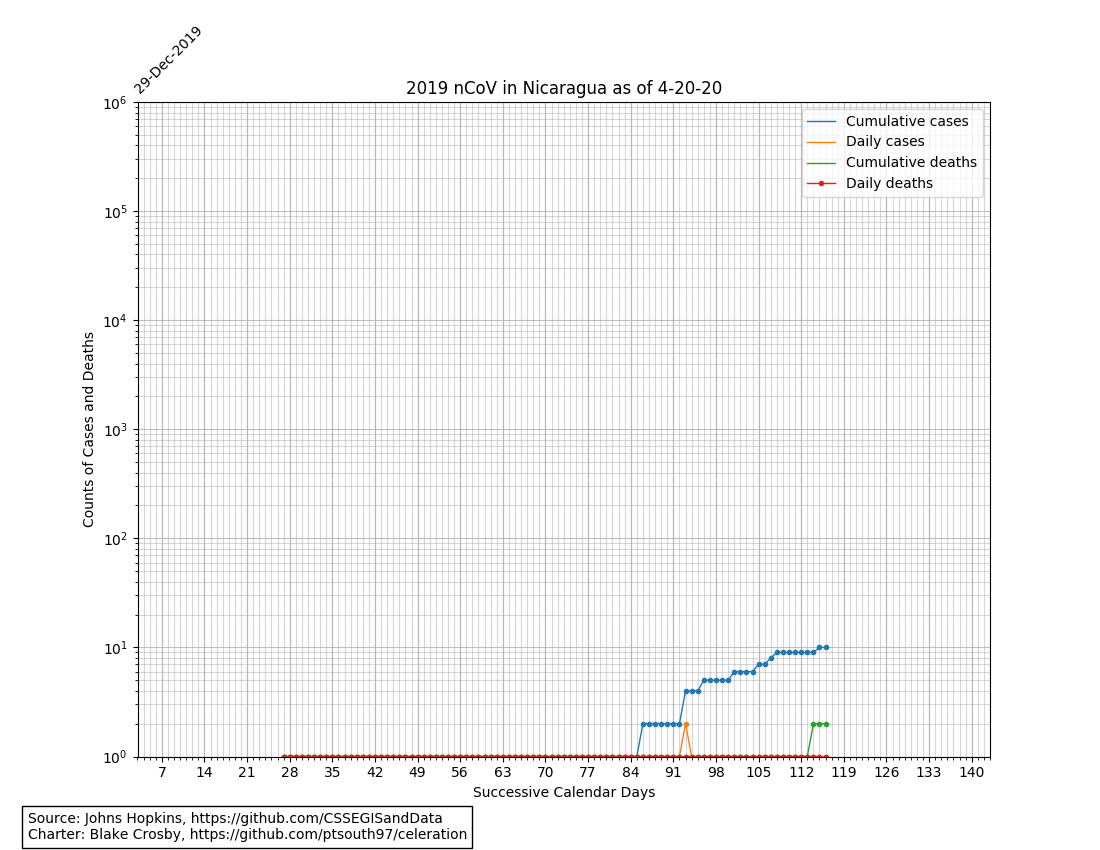 29-Dec-2019
2019 nCoV in Nicaragua as of 4-20-20
Cumulative cases
Daily cases
Cumulative deaths
Daily deaths
Counts of Cases and Deaths
10⁶
10⁵
10⁴
10³
10²
10¹
10⁰
7 14 21 28 35 42 49 56 63 70 77 84 91 98 105 112 119 126 133 140
Successive Calendar Days
Source: Johns Hopkins, https://github.com/CSSEGISandData
Charter: Blake Crosby, https://github.com/ptsouth97/celeration